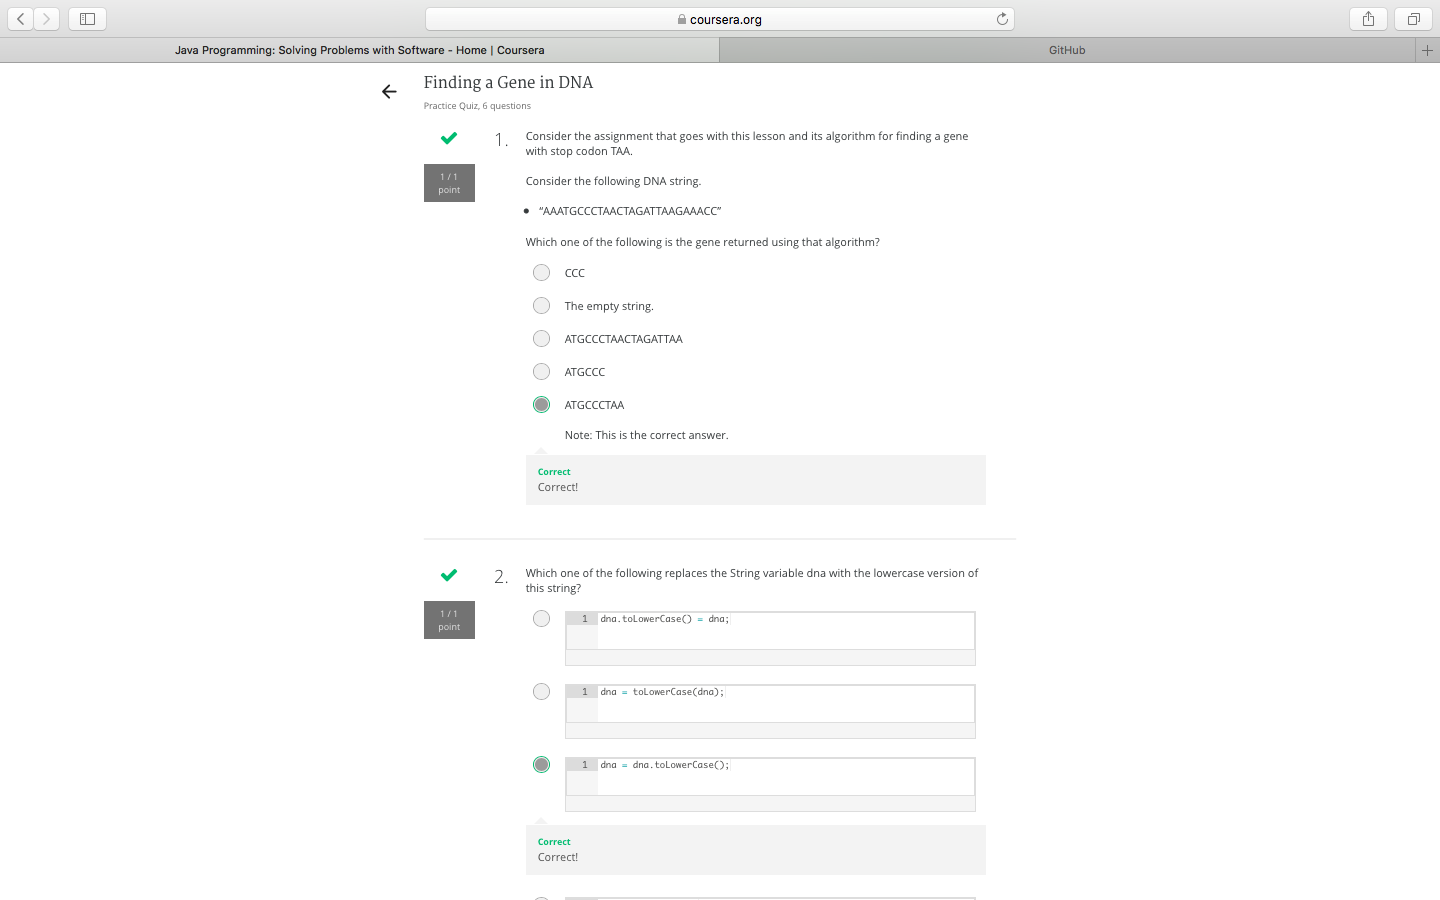 coursera.org
Java Programming: Solving Problems with Software - Home | Coursera
GitHub
Finding a Gene in DNA
Practice Quiz, 6 questions
1 / 1
point
1.
Consider the assignment that goes with this lesson and its algorithm for finding a gene
with stop codon TAA.
Consider the following DNA string.
• “AAATGCCCTAACTAGATTAAGAAACC”
Which one of the following is the gene returned using that algorithm?
CCC
The empty string.
ATGCCCTAACTAGATTAA
ATGCCC
ATGCCCTAA
Note: This is the correct answer.
Correct
Correct!
1 / 1
point
2.
Which one of the following replaces the String variable dna with the lowercase version of
this string?
1 dna.toLowerCase() = dna;
1 dna = toLowerCase(dna);
1 dna = dna.toLowerCase();
Correct
Correct!